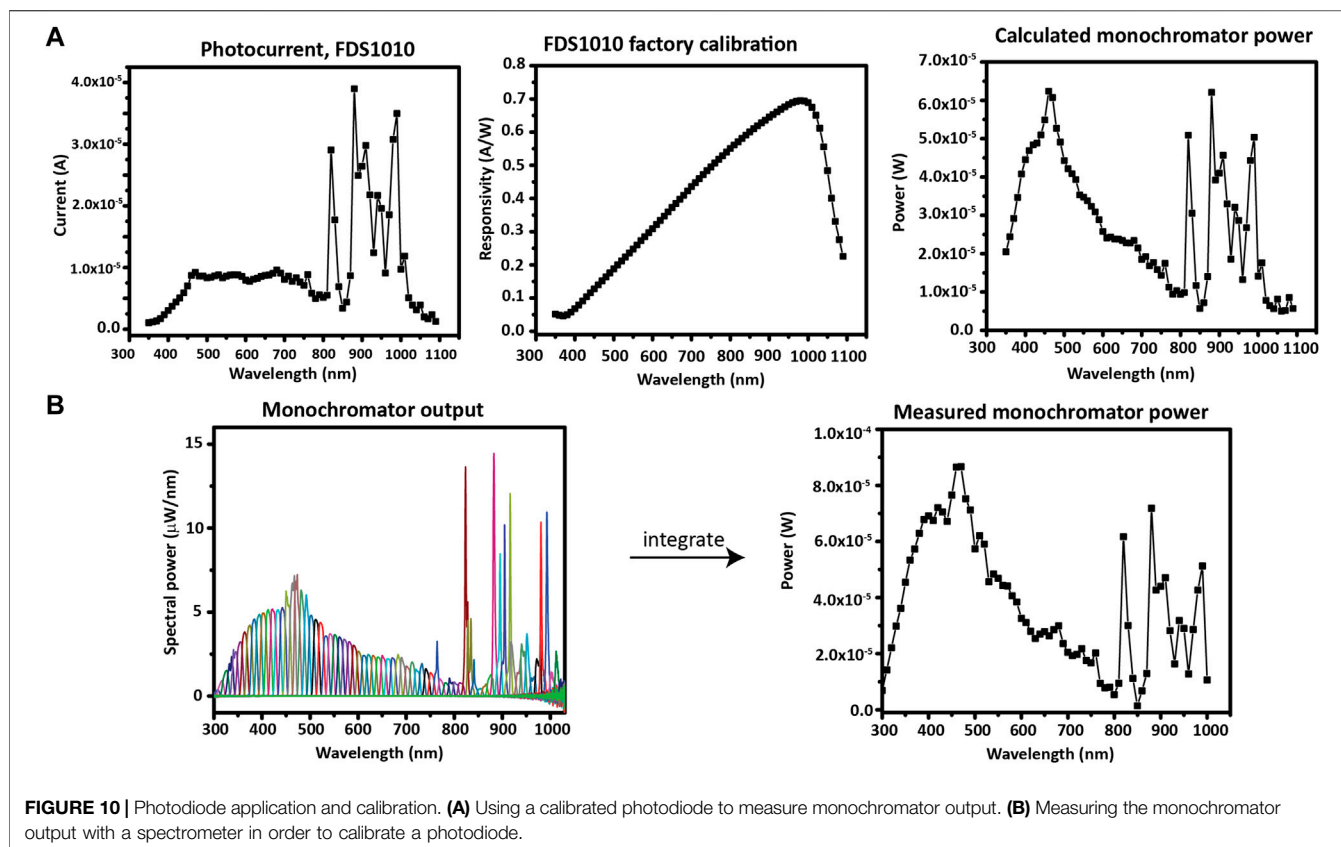 A
Photocurrent, FDS1010
4.0x10-5
3.0x10-5
2.0x10-5
1.0x10-5
0.0
Current (A)
300 400 500 600 700 800 900 1000 1100
Wavelength (nm)
FDS1010 factory calibration
0.8
0.7
0.6
0.5
0.4
0.3
0.2
0.1
0.0
Responsivity (A/W)
300 400 500 600 700 800 900 1000 1100
Wavelength (nm)
Calculated monochromator power
7.0x10-5
6.0x10-5
5.0x10-5
4.0x10-5
3.0x10-5
2.0x10-5
1.0x10-5
0.0
Power (W)
300 400 500 600 700 800 900 1000 1100
Wavelength (nm)
B
Monochromator output
15
10
5
0
Spectral power (µW/nm)
300 400 500 600 700 800 900 1000
Wavelength (nm)
integrate
Measured monochromator power
1.0x10-4
8.0x10-5
6.0x10-5
4.0x10-5
2.0x10-5
0.0
Power (W)
300 400 500 600 700 800 900 1000
Wavelength (nm)
FIGURE 10 | Photodiode application and calibration. (A) Using a calibrated photodiode to measure monochromator output. (B) Measuring the monochromator
output with a spectrometer in order to calibrate a photodiode.